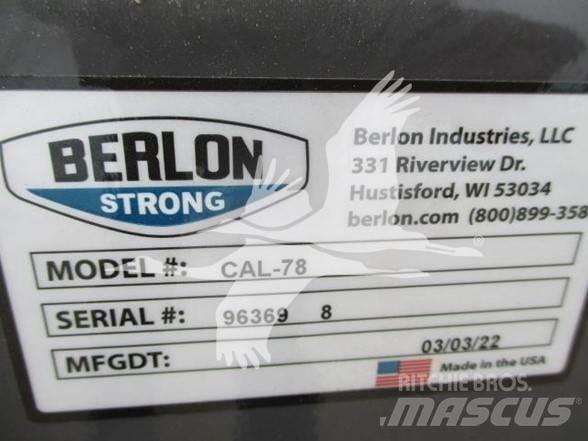 BERLON
STRONG
Berlon Industries, LLC
331 Riverview Dr.
Hustisford, WI 53034
berlon.com (800)899-358
MODEL #: CAL-78
SERIAL #: 96369 8
MFGDT: 03/03/22
Made in the USA
RITCHIE BROS.
MASCUS